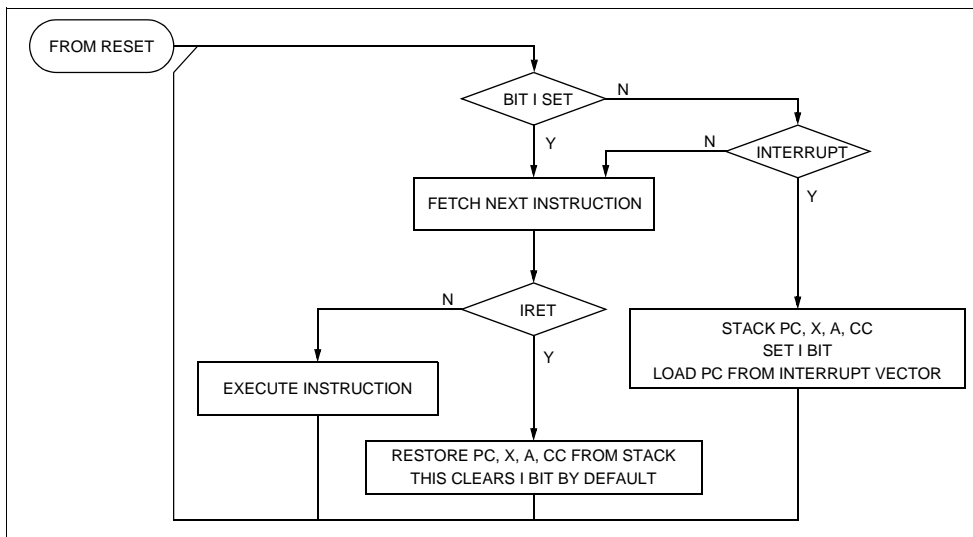 FROM RESET
BIT I SET
N
Y
N
INTERRUPT
FETCH NEXT INSTRUCTION
Y
N
IRET
Y
STACK PC, X, A, CC
SET I BIT
LOAD PC FROM INTERRUPT VECTOR
EXECUTE INSTRUCTION
RESTORE PC, X, A, CC FROM STACK
THIS CLEARS I BIT BY DEFAULT